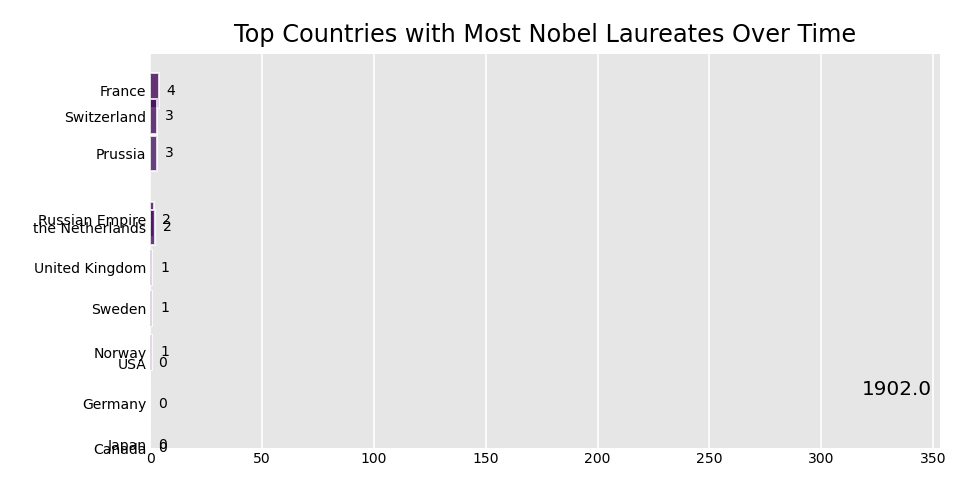 Top Countries with Most Nobel Laureates Over Time
France 4
Switzerland 3
Prussia 3
Russian Empire 2
the Netherlands 2
United Kingdom 1
Sweden 1
Norway 1
USA 0
1902.0
Germany 0
Japan 0
Canada 0
0 50 100 150 200 250 300 350